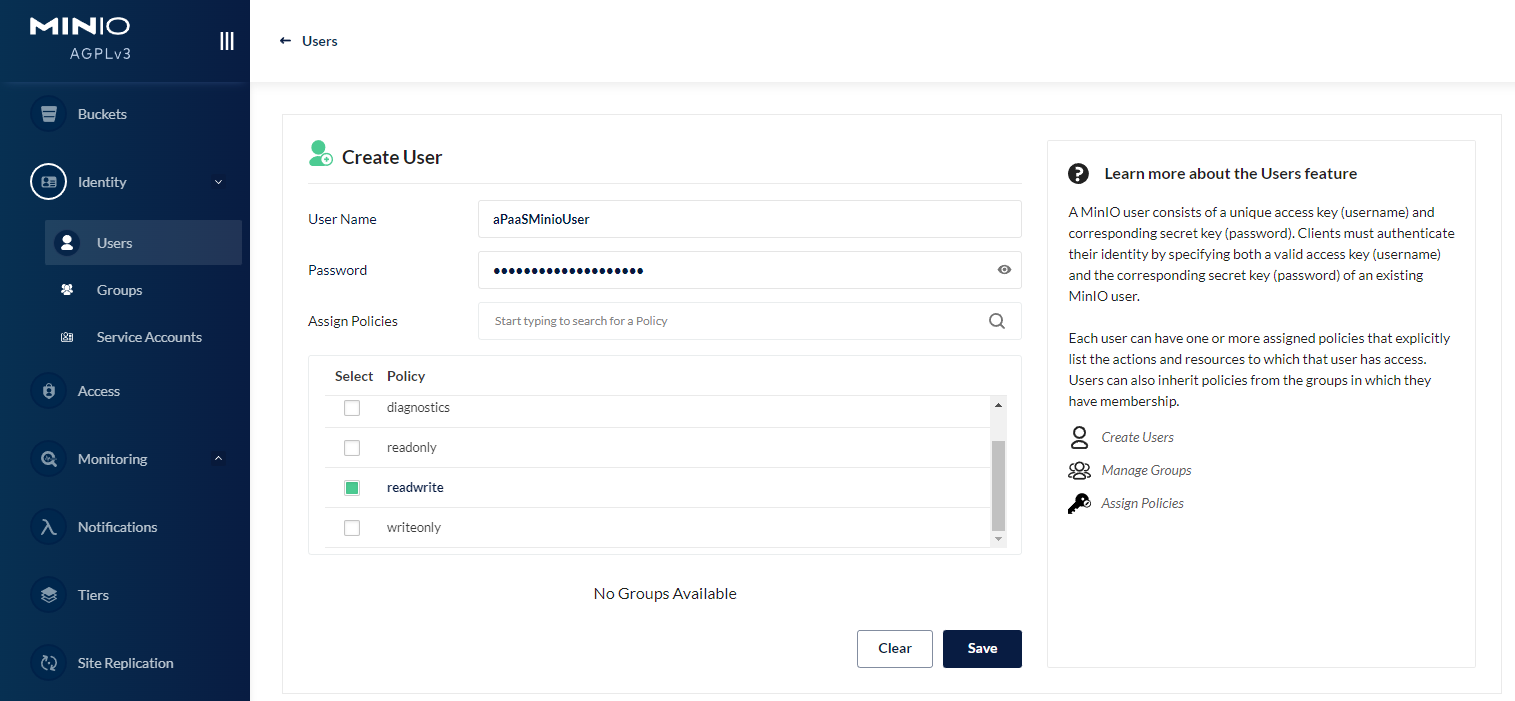 MINIO
AGPLv3
Users
Buckets
Identity
Users
Groups
Service Accounts
Access
Monitoring
Notifications
Tiers
Site Replication
Create User
User Name
aPaaSMinioUser
Password
••••••••••••••••••••
Assign Policies
Start typing to search for a Policy
Select Policy
diagnostics
readonly
readwrite
writeonly
No Groups Available
Clear
Save
Learn more about the Users feature
A MinIO user consists of a unique access key (username) and
corresponding secret key (password). Clients must authenticate
their identity by specifying both a valid access key (username)
and the corresponding secret key (password) of an existing
MinIO user.
Each user can have one or more assigned policies that explicitly
list the actions and resources to which that user has access.
Users can also inherit policies from the groups in which they
have membership.
Create Users
Manage Groups
Assign Policies